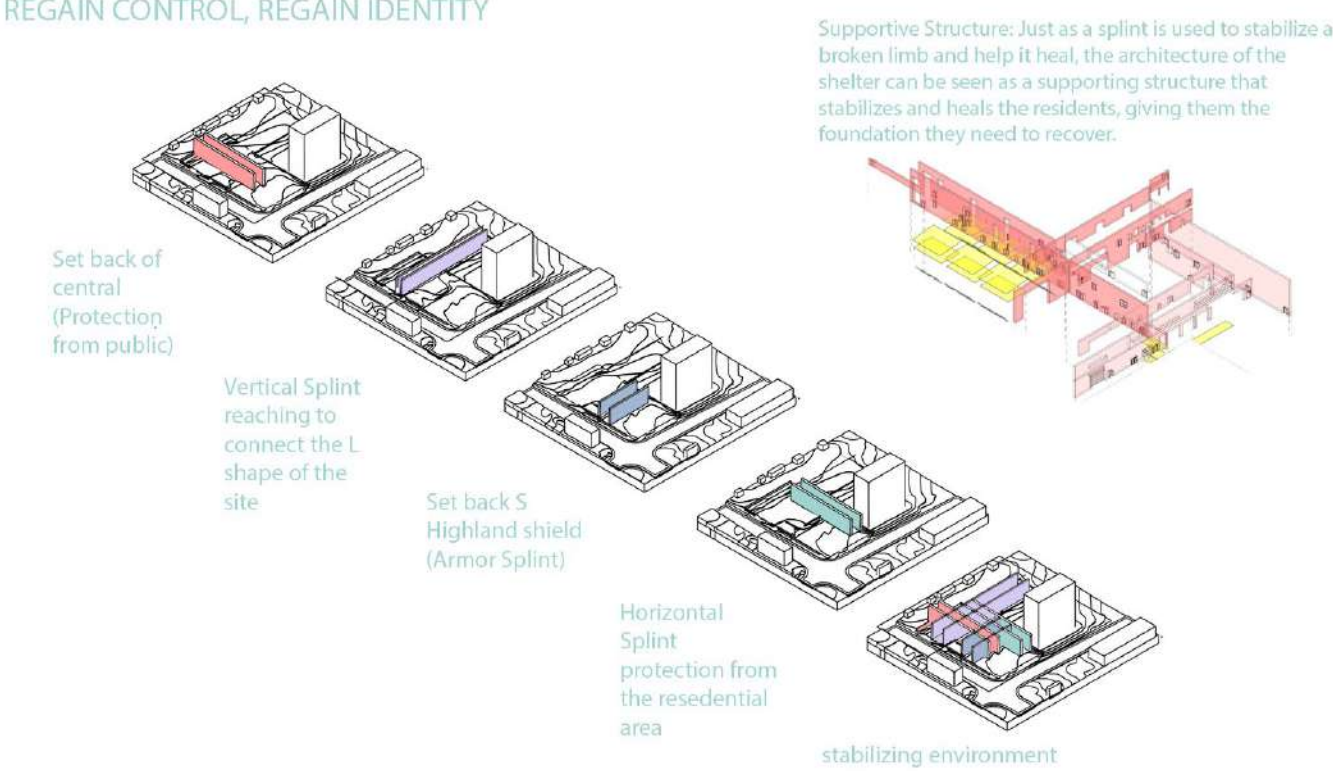 REGAIN CONTROL, REGAIN IDENTITY
Supportive Structure: Just as a splint is used to stabilize a
broken limb and help it heal, the architecture of the
shelter can be seen as a supporting structure that
stabilizes and heals the residents, giving them the
foundation they need to recover.
Set back of
central
(Protection
from public)
Vertical Splint
reaching to
connect the L
shape of the
site
Set back S
Highland shield
(Armor Splint)
Horizontal
Splint
protection from
the resedential
area
stabilizing environment